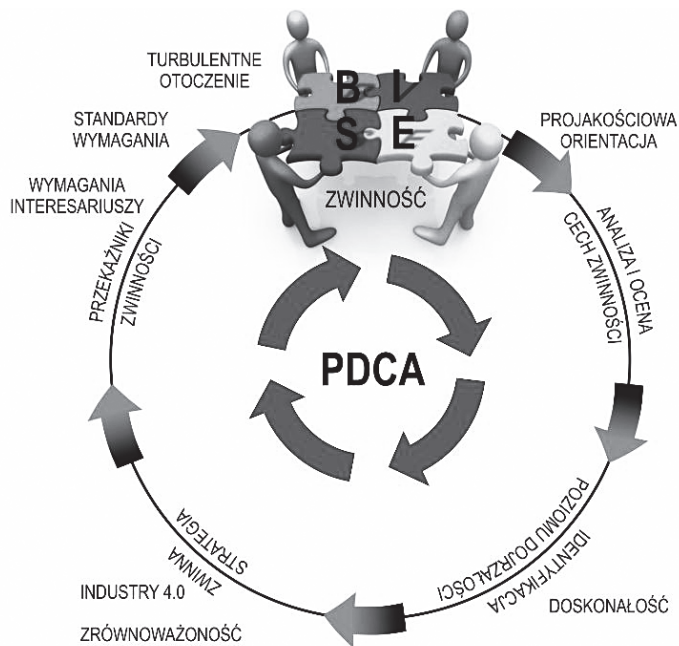 TURBULENTNE
OTOCZENIE
STANDARDY
WYMAGANIA
WYMAGANIA
INTERESARIUSZY
PRZEKAŹNIKI
ZWINNOŚCI
B I
S E
ZWINNOŚĆ
PROJAKOŚCIOWA
ORIENTACJA
ANALIZA I OCENA
CECH ZWINNOŚCI
PDCA
IDENTYFIKACJA
POZIOMU DOJRZAŁOŚCI
DOSKONAŁOŚĆ
ZWINNA
STRATEGIA
INDUSTRY 4.0
ZRÓWNOWAŻONOŚĆ